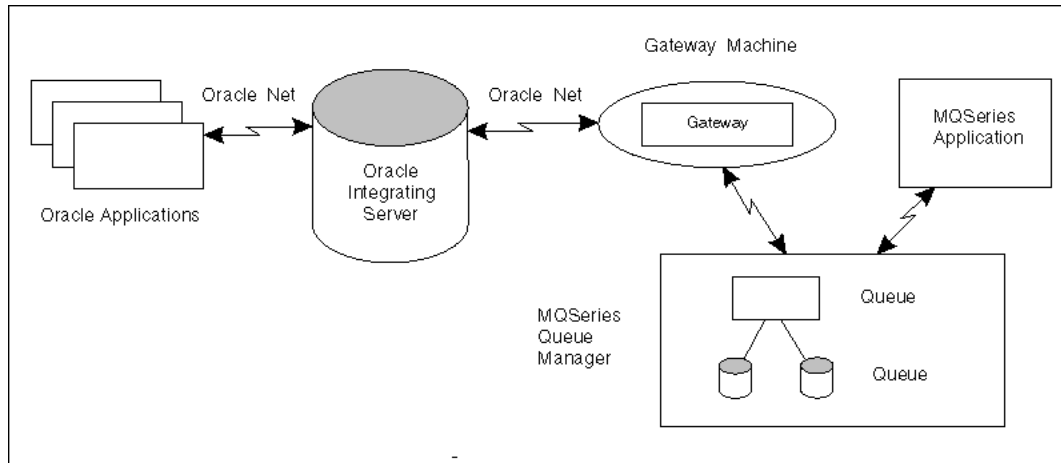 Gateway Machine
Oracle Net
Oracle Net
Gateway
MQSeries
Application
Oracle
Integrating
Server
Oracle Applications
MQSeries
Queue
Manager
Queue
Queue